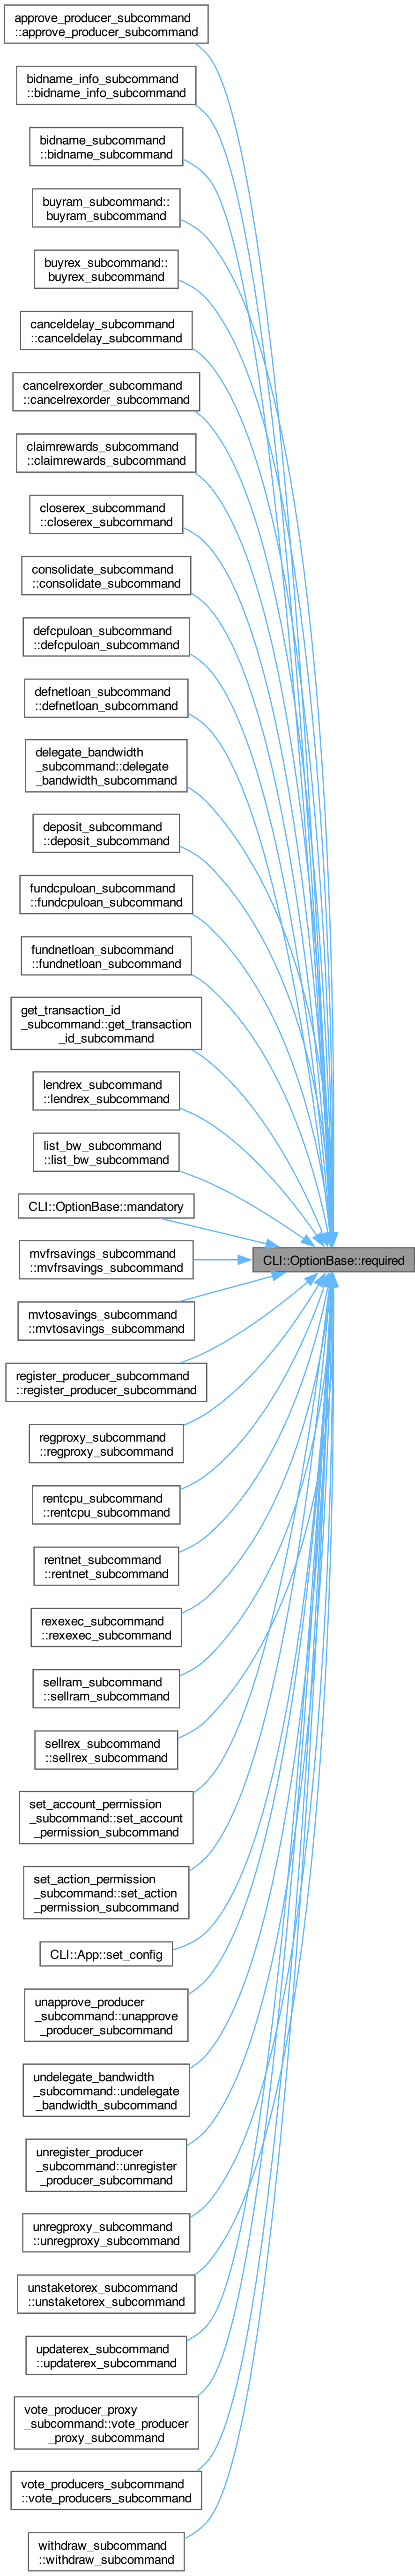 approve_producer_subcommand
::approve_producer_subcommand
bidname_info_subcommand
::bidname_info_subcommand
bidname_subcommand
::bidname_subcommand
buyram_subcommand::
buyram_subcommand
buyrex_subcommand::
buyrex_subcommand
canceldelay_subcommand
::canceldelay_subcommand
cancelrexorder_subcommand
::cancelrexorder_subcommand
claimrewards_subcommand
::claimrewards_subcommand
closerex_subcommand
::closerex_subcommand
consolidate_subcommand
::consolidate_subcommand
defcpuloan_subcommand
::defcpuloan_subcommand
defnetloan_subcommand
::defnetloan_subcommand
delegate_bandwidth
_subcommand::delegate
_bandwidth_subcommand
deposit_subcommand
::deposit_subcommand
fundcpuloan_subcommand
::fundcpuloan_subcommand
fundnetloan_subcommand
::fundnetloan_subcommand
get_transaction_id
_subcommand::get_transaction
_id_subcommand
lendrex_subcommand
::lendrex_subcommand
list_bw_subcommand
::list_bw_subcommand
CLI::OptionBase::mandatory
mvfrsavings_subcommand
::mvfrsavings_subcommand
CLI::OptionBase::required
mvtosavings_subcommand
::mvtosavings_subcommand
register_producer_subcommand
::register_producer_subcommand
regproxy_subcommand
::regproxy_subcommand
rentcpu_subcommand
::rentcpu_subcommand
rentnet_subcommand
::rentnet_subcommand
rexexec_subcommand
::rexexec_subcommand
sellram_subcommand
::sellram_subcommand
sellrex_subcommand
::sellrex_subcommand
set_account_permission
_subcommand::set_account
_permission_subcommand
set_action_permission
_subcommand::set_action
_permission_subcommand
CLI::App::set_config
unapprove_producer
_subcommand::unapprove
_producer_subcommand
undelegate_bandwidth
_subcommand::undelegate
_bandwidth_subcommand
unregister_producer
_subcommand::unregister
_producer_subcommand
unregproxy_subcommand
::unregproxy_subcommand
unstaketorex_subcommand
::unstaketorex_subcommand
updaterex_subcommand
::updaterex_subcommand
vote_producer_proxy
_subcommand::vote_producer
_proxy_subcommand
vote_producers_subcommand
::vote_producers_subcommand
withdraw_subcommand
::withdraw_subcommand